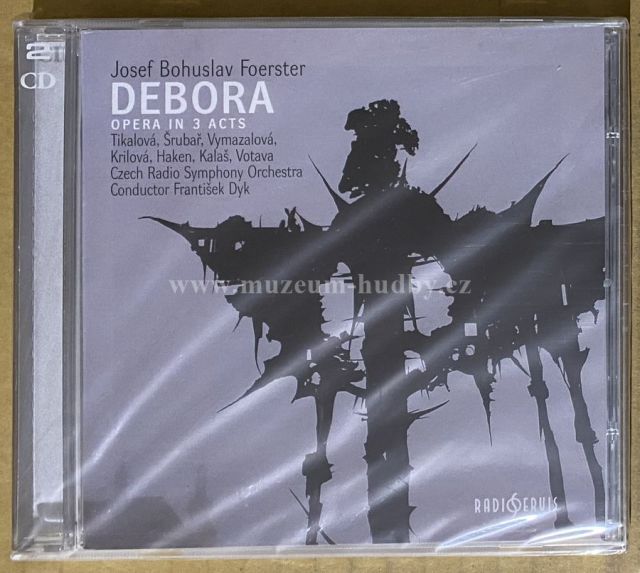 2
CD
Josef Bohuslav Foerster
DEBORA
OPERA IN 3 ACTS
Tikalová, Šrubař, Vymazalová,
Krilová, Haken, Kalaš, Votava
Czech Radio Symphony Orchestra
Conductor František Dyk
www.muzeum-hudby.cz
RADIOSERVIS